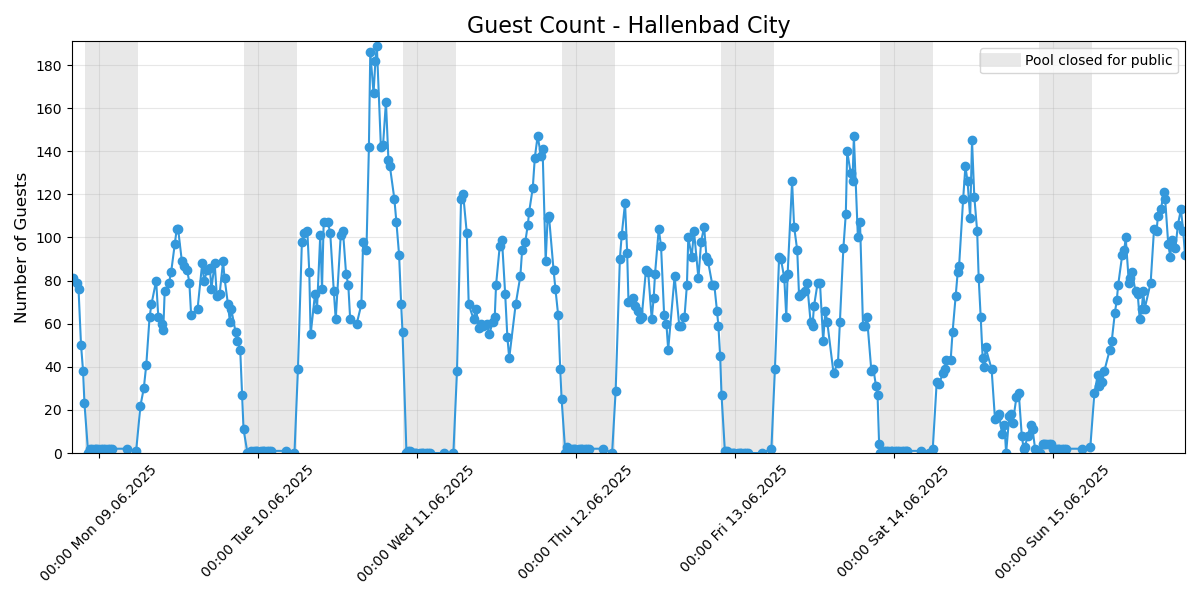 Guest Count - Hallenbad City
Pool closed for public
Number of Guests
180
160
140
120
100
80
60
40
20
0
00:00 Mon 09.06.2025
00:00 Tue 10.06.2025
00:00 Wed 11.06.2025
00:00 Thu 12.06.2025
00:00 Fri 13.06.2025
00:00 Sat 14.06.2025
00:00 Sun 15.06.2025